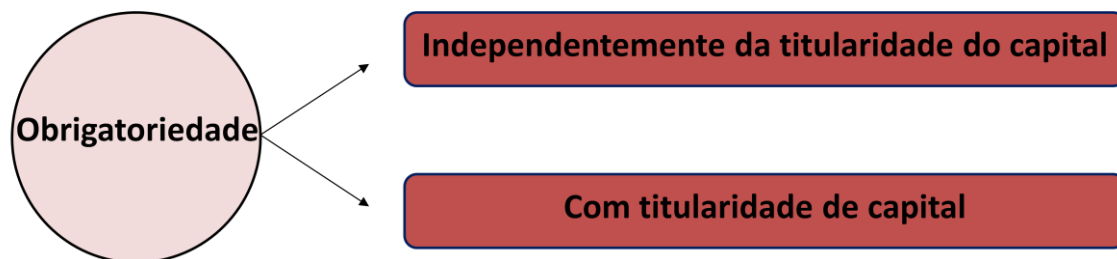 Independentemente da titularidade do capital
Obrigatoriedade
Com titularidade de capital